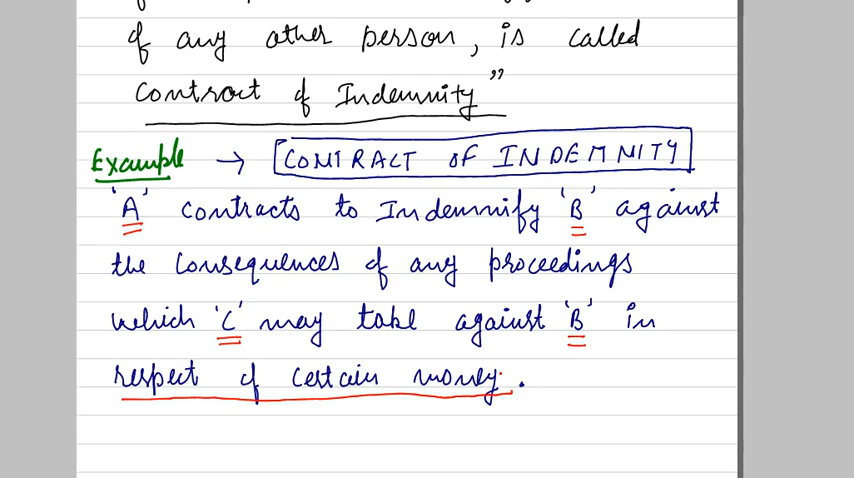 of any other person, is called
Contract of Indemnity”
Example → CONTRACT OF INDEMNITY
'A' contracts to Indemnify 'B' against
the consequences of any proceedings
which 'C' may take against 'B' in
respect of certain money.